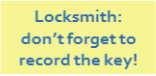 Locksmith:
don't forget to
record the key!